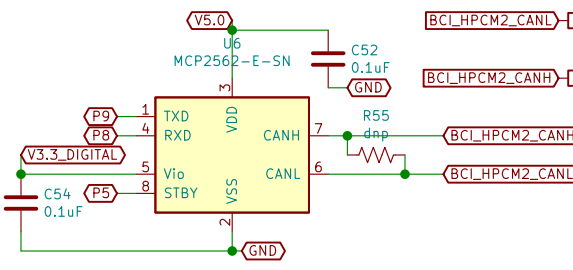 V5.0
BCI_HPCM2_CANL
U6
MCP2562-E-SN
C52
0.1uF
BCI_HPCM2_CANH
GND
3
VDD
R55
dnp
P9
1
TXD
P8
4
RXD
CANH
7
BCI_HPCM2_CANH
V3.3_DIGITAL
5
Vio
CANL
6
BCI_HPCM2_CANL
P5
8
STBY
VSS
C54
0.1uF
2
GND